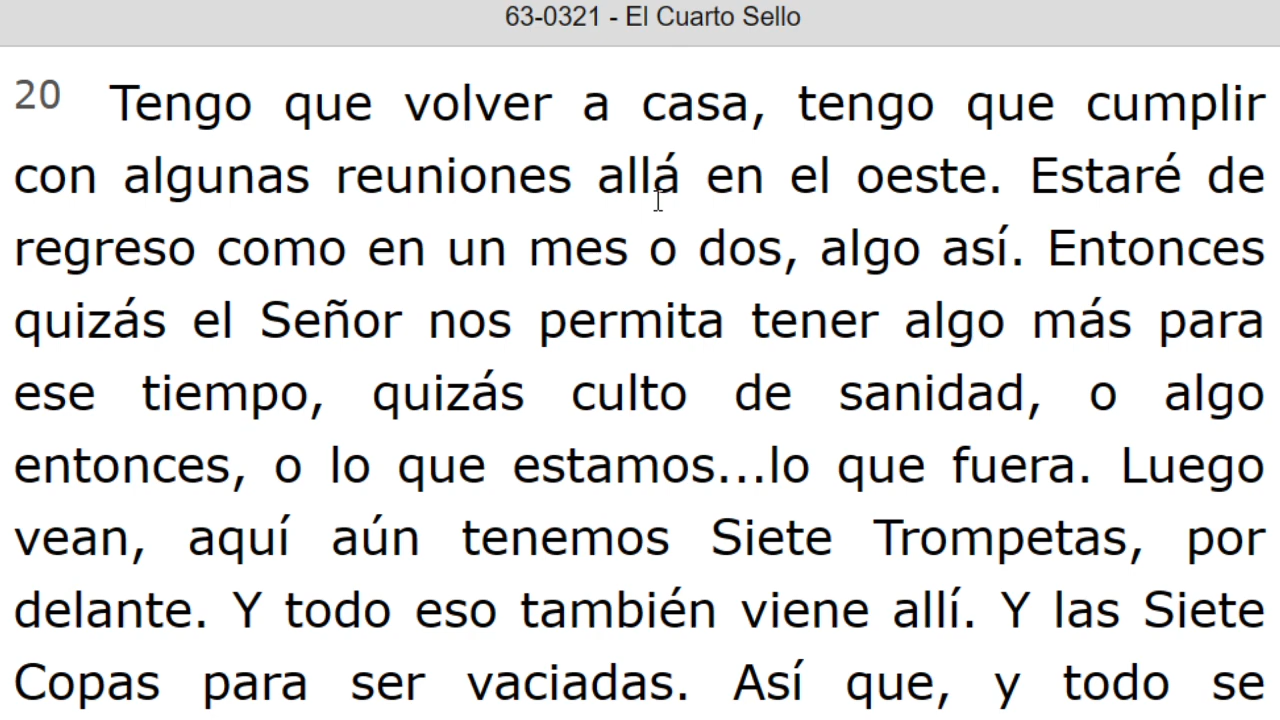 63-0321 - El Cuarto Sello
20 Tengo que volver a casa, tengo que cumplir
con algunas reuniones allá en el oeste. Estaré de
regreso como en un mes o dos, algo así. Entonces
quizás el Señor nos permita tener algo más para
ese tiempo, quizás culto de sanidad, o algo
entonces, o lo que estamos...lo que fuera. Luego
vean, aquí aún tenemos Siete Trompetas, por
delante. Y todo eso también viene allí. Y las Siete
Copas para ser vaciadas. Así que, y todo se